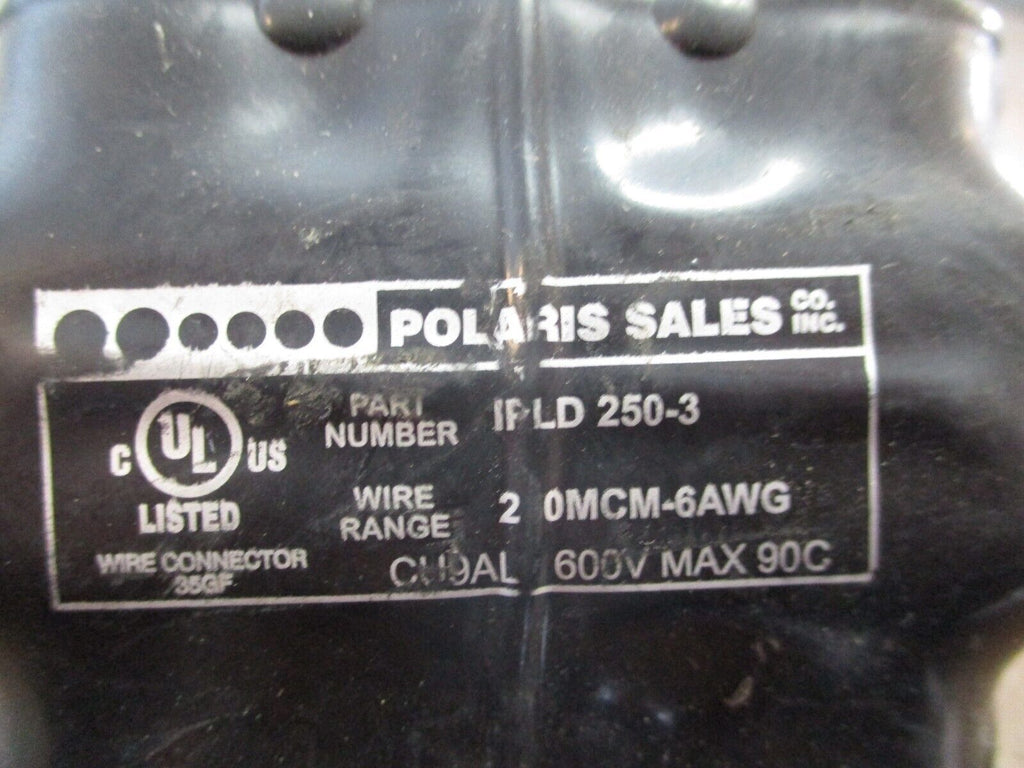 POLARIS SALES CO. INC.
PART NUMBER IPLD 250-3
C UL US
LISTED
WIRE RANGE 2 0MCM-6AWG
WIRE CONNECTOR
35GF
CU9AL 600V MAX 90C